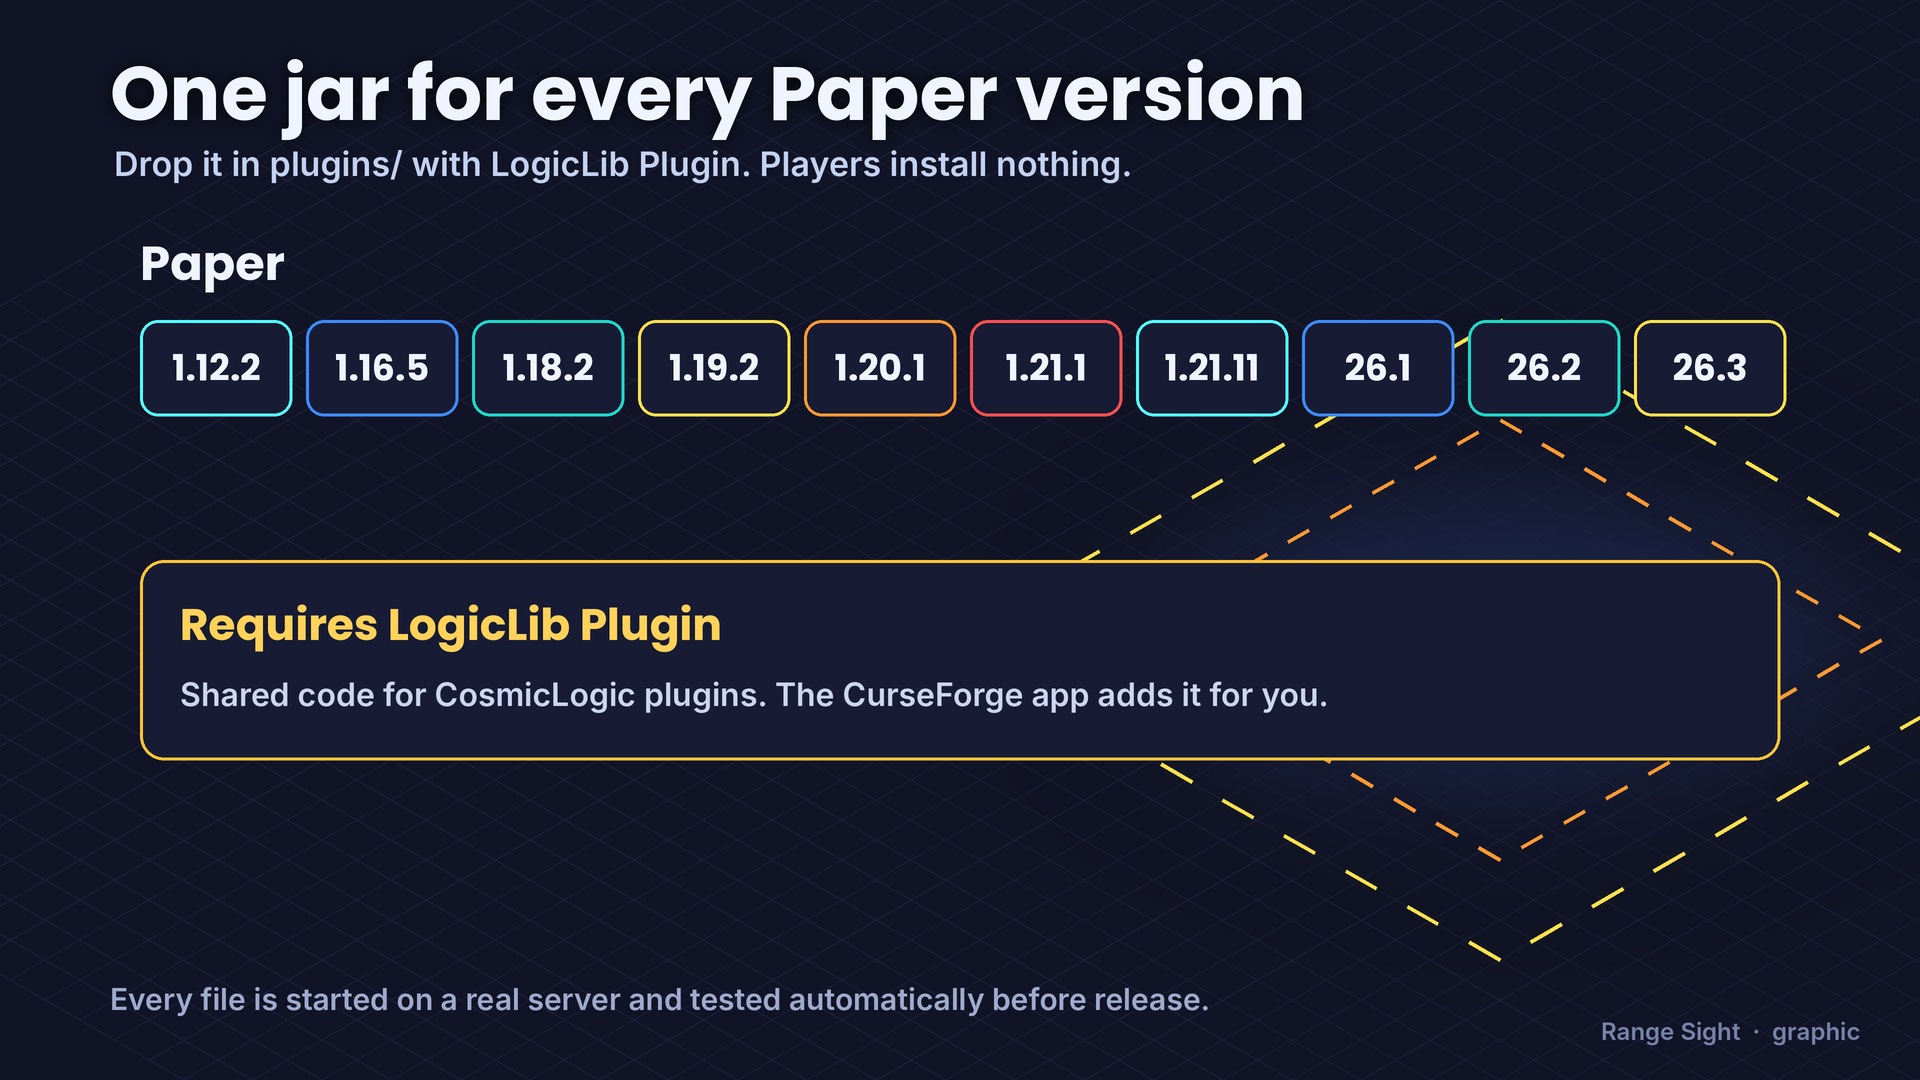 One jar for every Paper version
Drop it in plugins/ with LogicLib Plugin. Players install nothing.
Paper
1.12.2 1.16.5 1.18.2 1.19.2 1.20.1 1.21.1 1.21.11 26.1 26.2 26.3
Requires LogicLib Plugin
Shared code for CosmicLogic plugins. The CurseForge app adds it for you.
Every file is started on a real server and tested automatically before release.
Range Sight · graphic